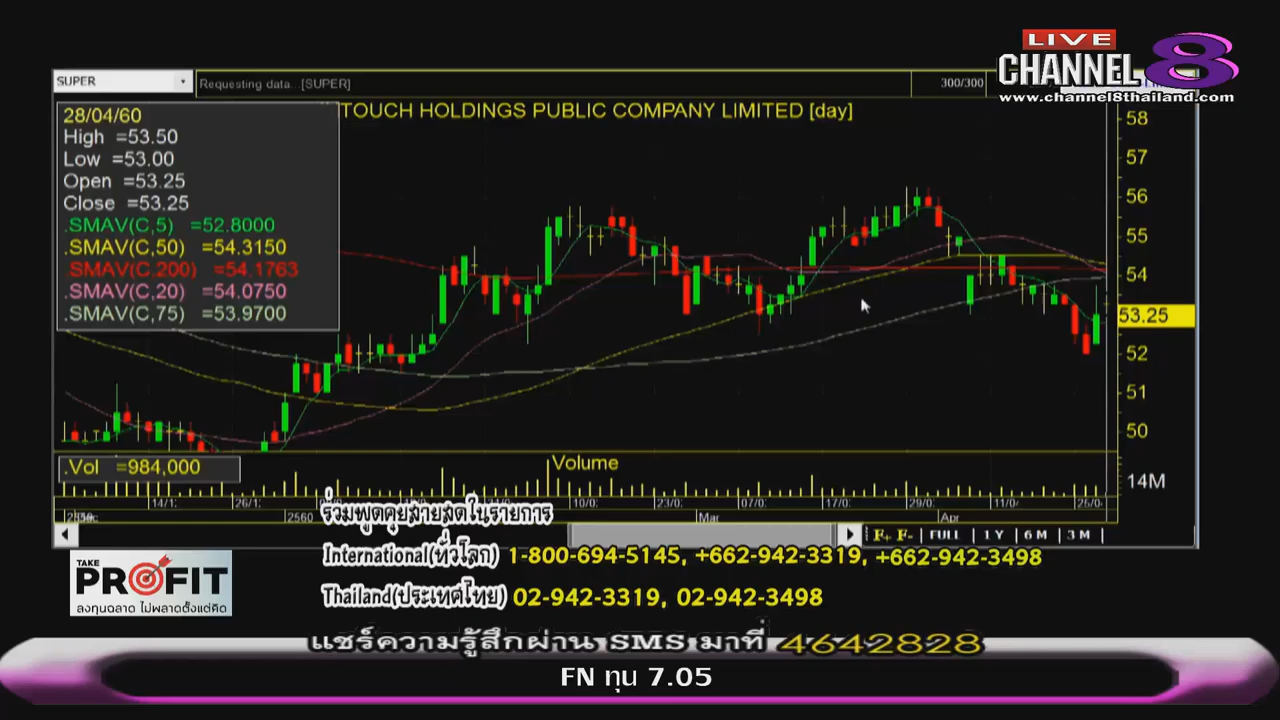 LIVE
CHANNEL 8
www.channel8thailand.com
SUPER
Requesting data...[SUPER]
300/300
TOUCH HOLDINGS PUBLIC COMPANY LIMITED [day]
28/04/60
High =53.50
Low =53.00
Open =53.25
Close =53.25
.SMAV(C,5) =52.8000
.SMAV(C,50) =54.3150
.SMAV(C,200) =54.1763
.SMAV(C,20) =54.0750
.SMAV(C,75) =53.9700
58
57
56
55
54
53.25
52
51
50
.Vol =984,000
Volume
14M
14/1:
26/1:
10/0:
23/0:
07/0:
17/0:
29/0:
11/0:
25/0-
2560
Mar
Apr
F+ F- FULL 1 Y 6 M 3 M
ร่วมพูดคุยสายสดในรายการ
International(ทั่วโลก) 1-800-694-5145, +662-942-3319, +662-942-3498
Thailand(ประเทศไทย) 02-942-3319, 02-942-3498
TAKE
PROFIT
ลงทุนฉลาด ไม่พลาดตั้งแต่คิด
แชร์ความรู้สึกผ่าน SMS มาที่ 4642828
FN ทุน 7.05